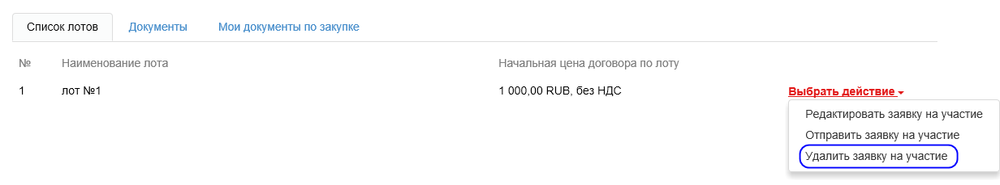 Список лотов Документы Мои документы по закупке
№ Наименование лота Начальная цена договора по лоту
1 лот №1 1 000,00 RUB, без НДС Выбрать действие
Редактировать заявку на участие
Отправить заявку на участие
Удалить заявку на участие